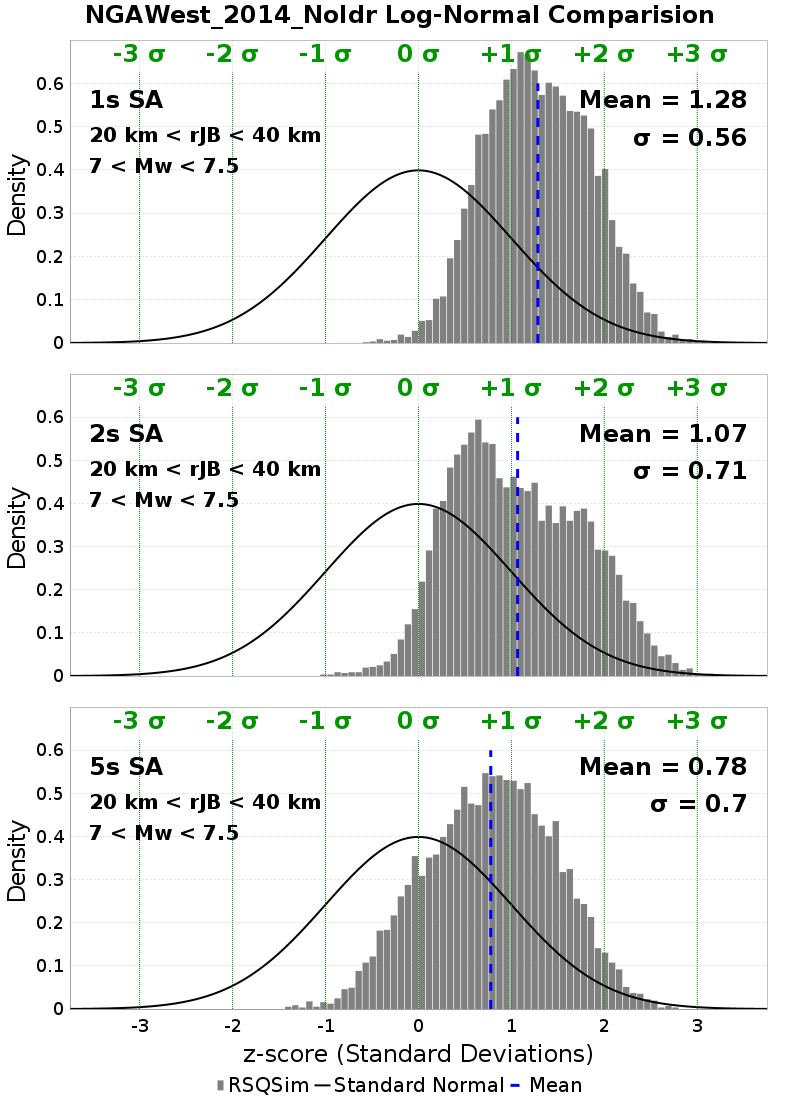 NGAWest_2014_NoIdr Log-Normal Comparision
-3 σ -2 σ -1 σ 0 σ +1 σ +2 σ +3 σ
1s SA
Mean = 1.28
20 km < rJB < 40 km
σ = 0.56
7 < Mw < 7.5
0.6
0.5
0.4
0.3
0.2
0.1
0
Density
-3 σ -2 σ -1 σ 0 σ +1 σ +2 σ +3 σ
2s SA
Mean = 1.07
20 km < rJB < 40 km
σ = 0.71
7 < Mw < 7.5
0.6
0.5
0.4
0.3
0.2
0.1
0
Density
-3 σ -2 σ -1 σ 0 σ +1 σ +2 σ +3 σ
5s SA
Mean = 0.78
20 km < rJB < 40 km
σ = 0.7
7 < Mw < 7.5
0.6
0.5
0.4
0.3
0.2
0.1
0
Density
-3 -2 -1 0 1 2 3
z-score (Standard Deviations)
RSQSim Standard Normal Mean